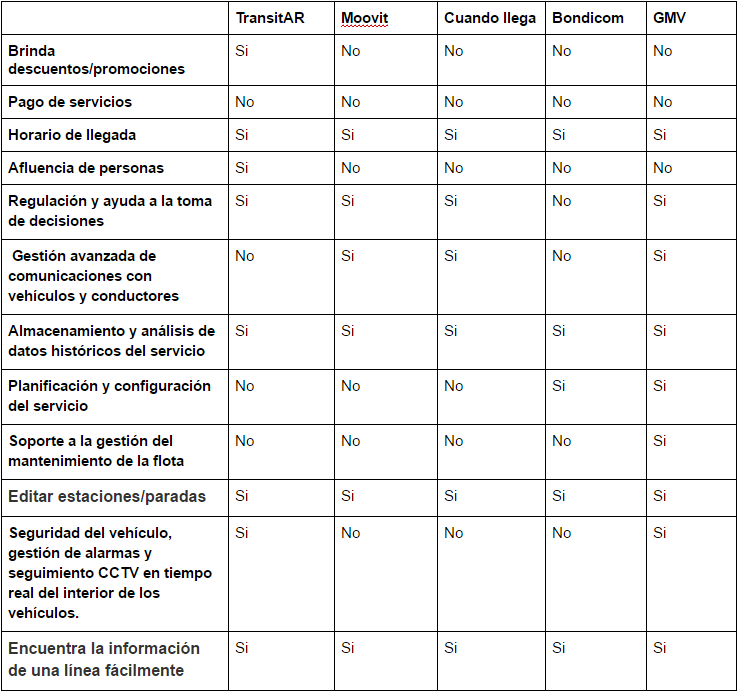 TransitAR Moovit Cuando llega Bondicom GMV
Brinda Si No No No No
descuentos/promociones
Pago de servicios No No No No No
Horario de llegada Si Si Si Si Si
Afluencia de personas Si No No No No
Regulación y ayuda a la toma Si Si Si No Si
de decisiones
Gestión avanzada de No Si Si No Si
comunicaciones con
vehículos y conductores
Almacenamiento y análisis de Si Si Si Si Si
datos históricos del servicio
Planificación y configuración No No No Si Si
del servicio
Soporte a la gestión del No No No No Si
mantenimiento de la flota
Editar estaciones/paradas Si Si Si Si Si
Seguridad del vehículo, Si No No No Si
gestión de alarmas y
seguimiento CCTV en tiempo
real del interior de los
vehículos.
Encuentra la información Si Si Si Si Si
de una línea fácilmente